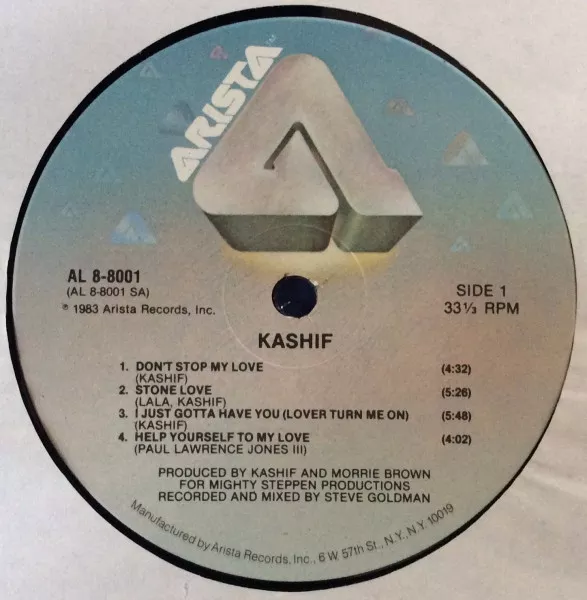 ARISTA
AL 8-8001
(AL 8-8001 SA)
℗ 1983 Arista Records, Inc.
SIDE 1
33⅓ RPM
KASHIF
1. DON'T STOP MY LOVE (4:32)
(KASHIF)
2. STONE LOVE (5:26)
(LALA, KASHIF)
3. I JUST GOTTA HAVE YOU (LOVER TURN ME ON) (5:48)
(KASHIF)
4. HELP YOURSELF TO MY LOVE (4:02)
(PAUL LAWRENCE JONES III)
PRODUCED BY KASHIF AND MORRIE BROWN
FOR MIGHTY STEPPEN PRODUCTIONS
RECORDED AND MIXED BY STEVE GOLDMAN
Manufactured by Arista Records, Inc., 6 W. 57th St., N.Y., N.Y. 10019